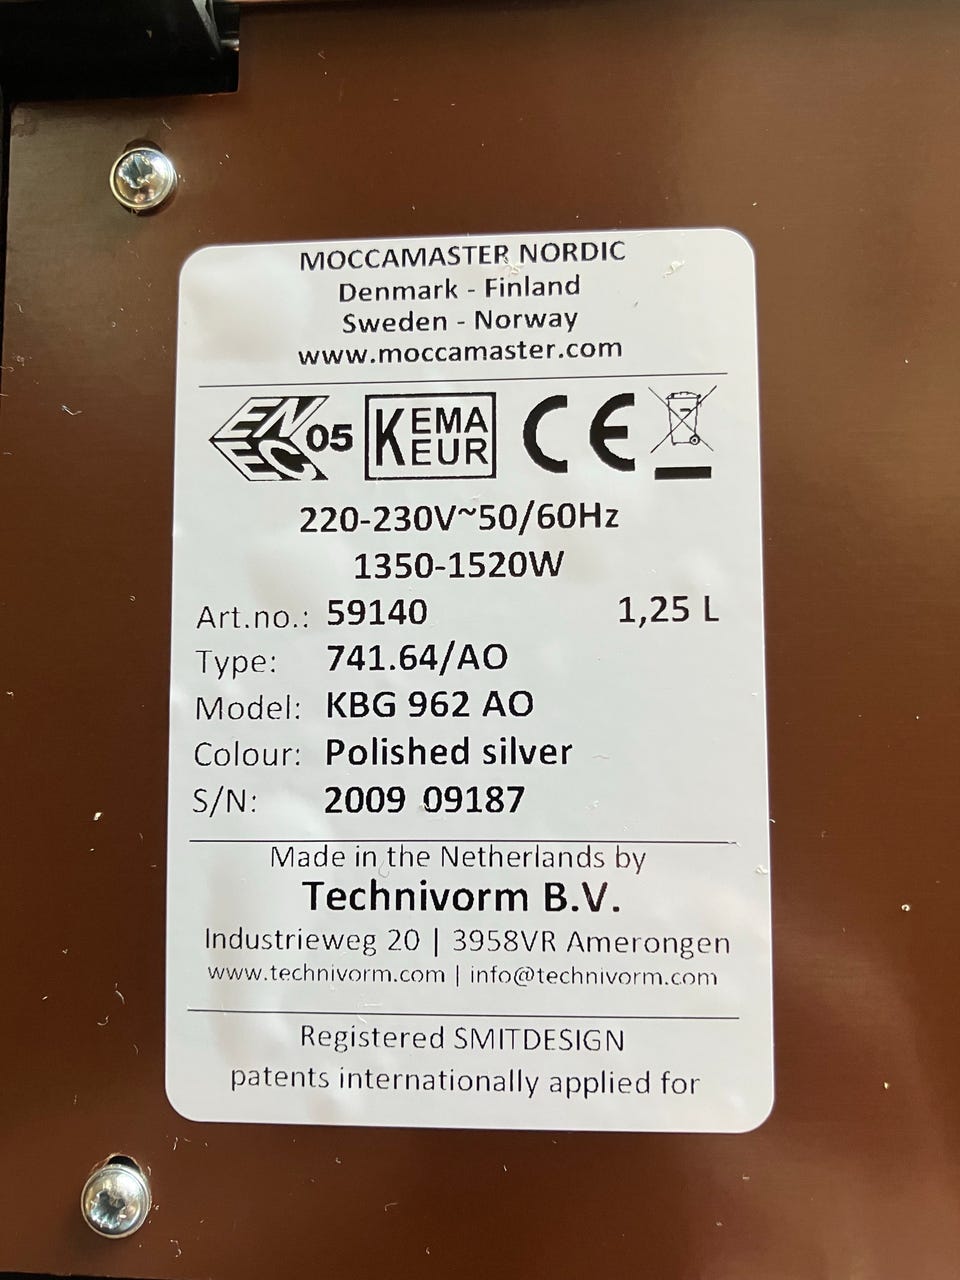 MOCCAMASTER NORDIC
Denmark - Finland
Sweden - Norway
www.moccamaster.com
ENEC 05 KEMA EUR CE
220-230V~50/60Hz
1350-1520W
Art.no.: 59140 1,25 L
Type: 741.64/AO
Model: KBG 962 AO
Colour: Polished silver
S/N: 2009 09187
Made in the Netherlands by
Technivorm B.V.
Industrieweg 20 | 3958VR Amerongen
www.technivorm.com | info@technivorm.com
Registered SMITDESIGN
patents internationally applied for